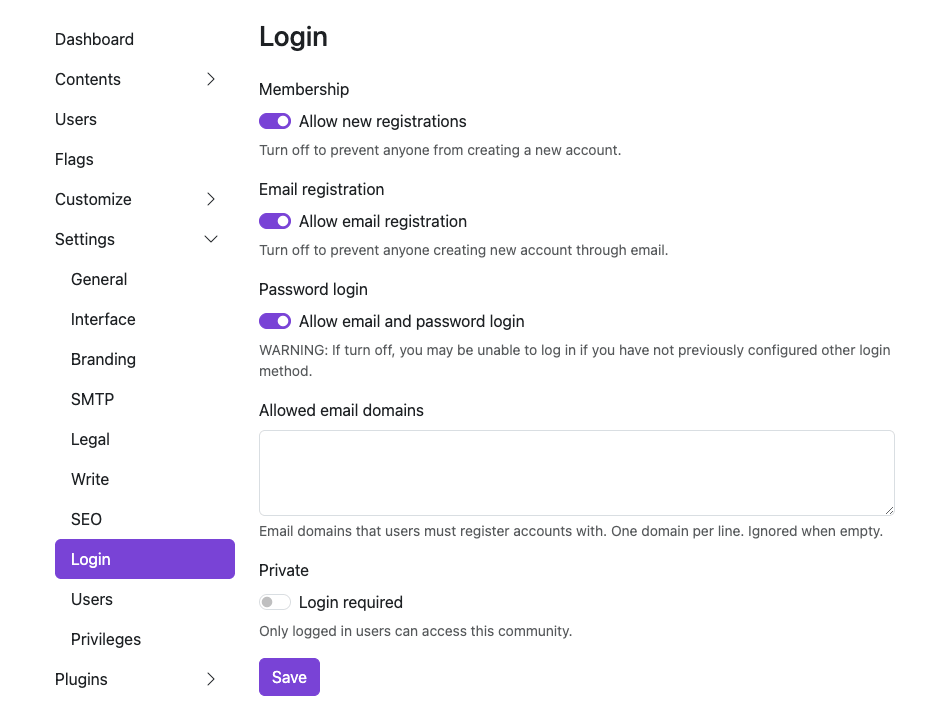 Dashboard
Contents
Users
Flags
Customize
Settings
General
Interface
Branding
SMTP
Legal
Write
SEO
Login
Users
Privileges
Plugins
Login
Membership
Allow new registrations
Turn off to prevent anyone from creating a new account.
Email registration
Allow email registration
Turn off to prevent anyone creating new account through email.
Password login
Allow email and password login
WARNING: If turn off, you may be unable to log in if you have not previously configured other login
method.
Allowed email domains
Email domains that users must register accounts with. One domain per line. Ignored when empty.
Private
Login required
Only logged in users can access this community.
Save